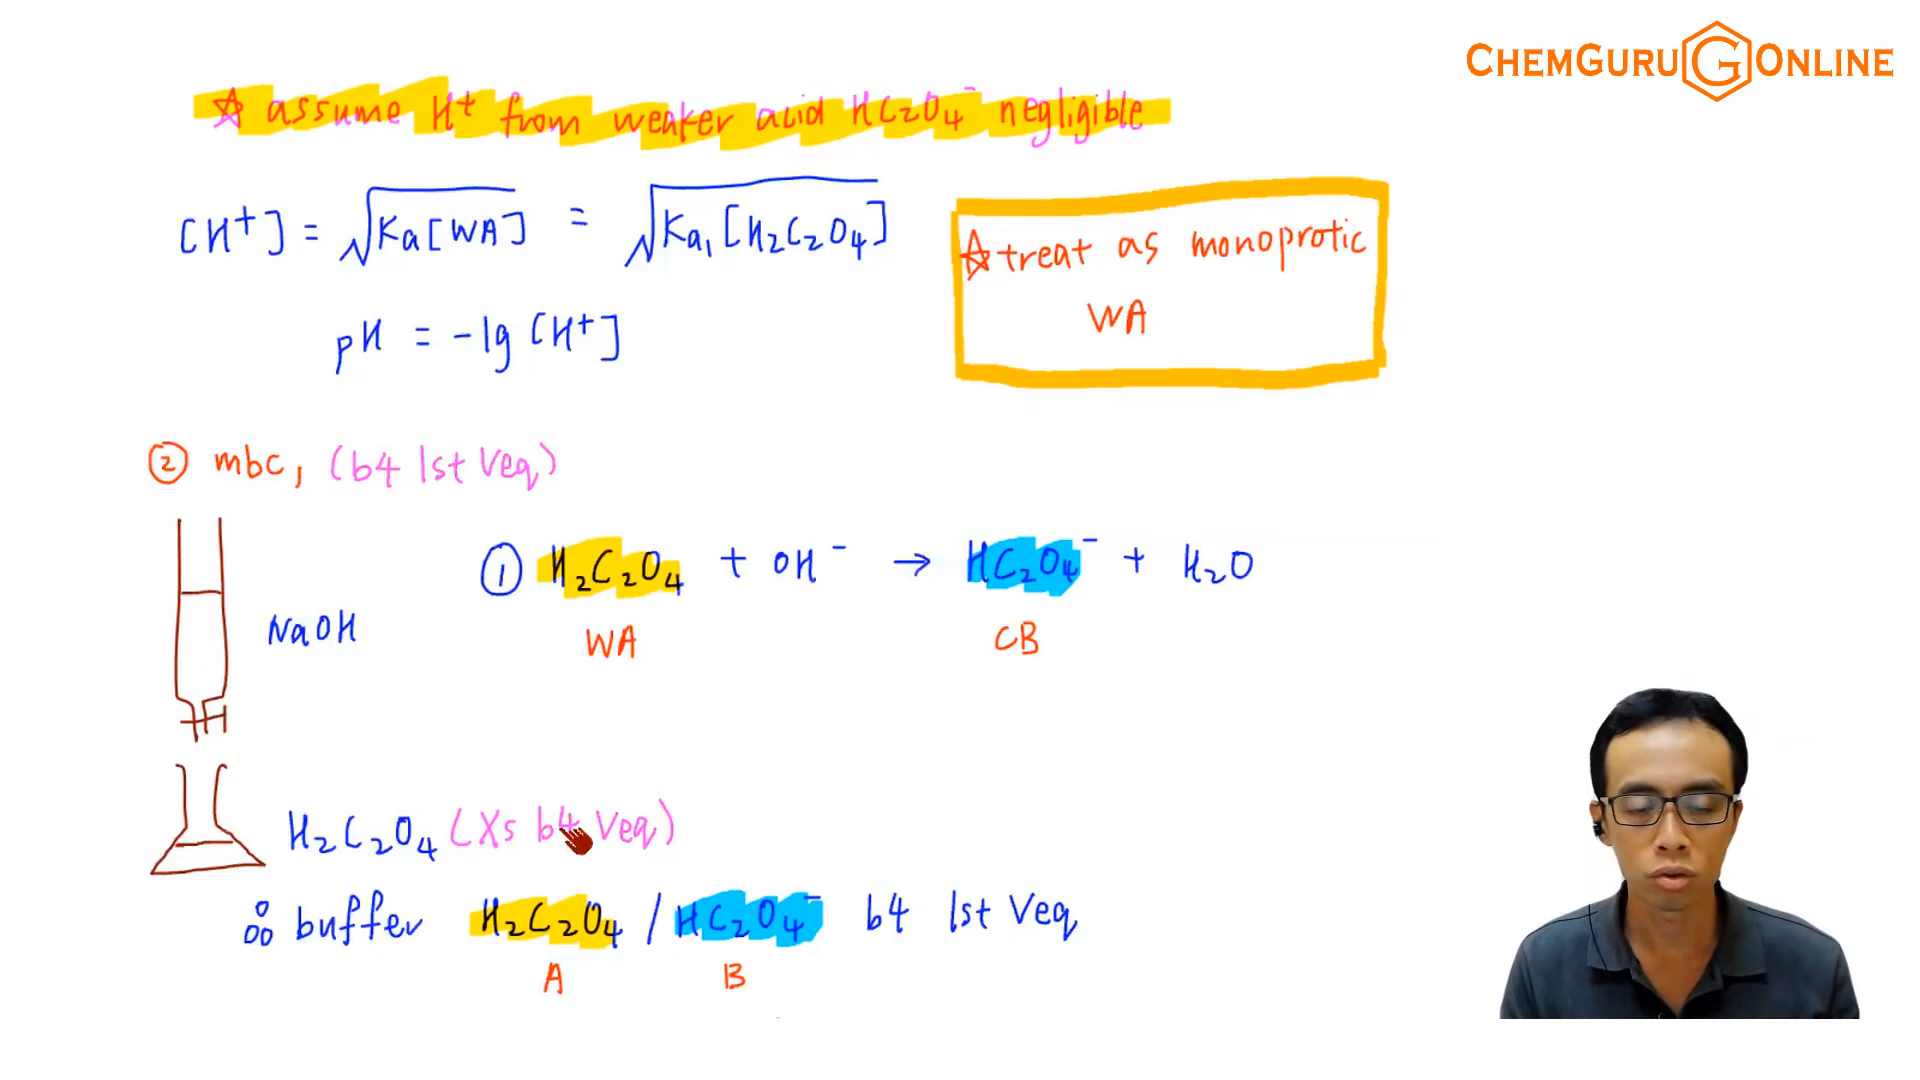 CHEMGURU G ONLINE
☆ assume H⁺ from weaker acid HC₂O₄⁻ negligible
[H⁺] = √Ka[WA] = √Ka₁[H₂C₂O₄]
☆ treat as monoprotic
WA
pH = -lg [H⁺]
② mbc, (b4 1st Veq)
① H₂C₂O₄ + OH⁻ → HC₂O₄⁻ + H₂O
WA CB
NaOH
H₂C₂O₄ (Xs b4 Veq)
∴ buffer H₂C₂O₄ / HC₂O₄⁻ b4 1st Veq
A B